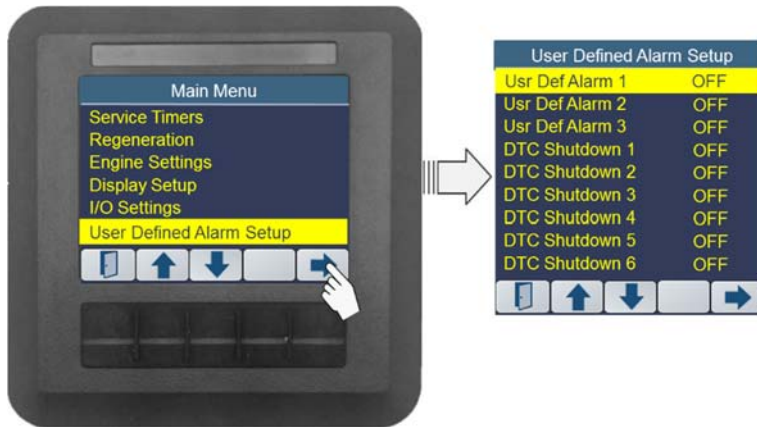 Main Menu
Service Timers
Regeneration
Engine Settings
Display Setup
I/O Settings
User Defined Alarm Setup
User Defined Alarm Setup
Usr Def Alarm 1 OFF
Usr Def Alarm 2 OFF
Usr Def Alarm 3 OFF
DTC Shutdown 1 OFF
DTC Shutdown 2 OFF
DTC Shutdown 3 OFF
DTC Shutdown 4 OFF
DTC Shutdown 5 OFF
DTC Shutdown 6 OFF